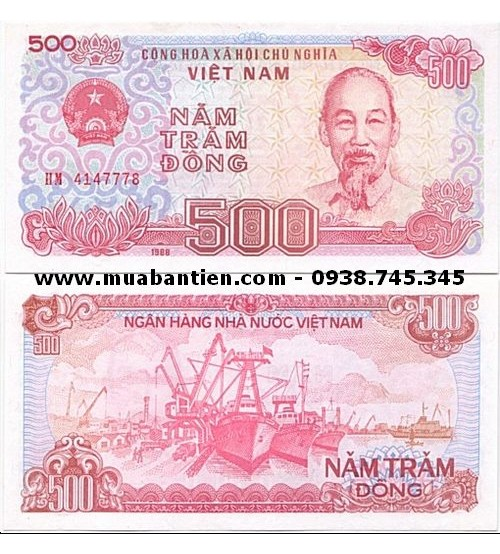 500
CỘNG HOÀ XÃ HỘI CHỦ NGHĨA
VIỆT NAM
500
NĂM
TRĂM
ĐỒNG
HM 4147778
500
1988
www.muabantien.com - 0938.745.345
NGÂN HÀNG NHÀ NƯỚC VIỆT NAM
500
500
500
NĂM TRĂM
ĐỒNG